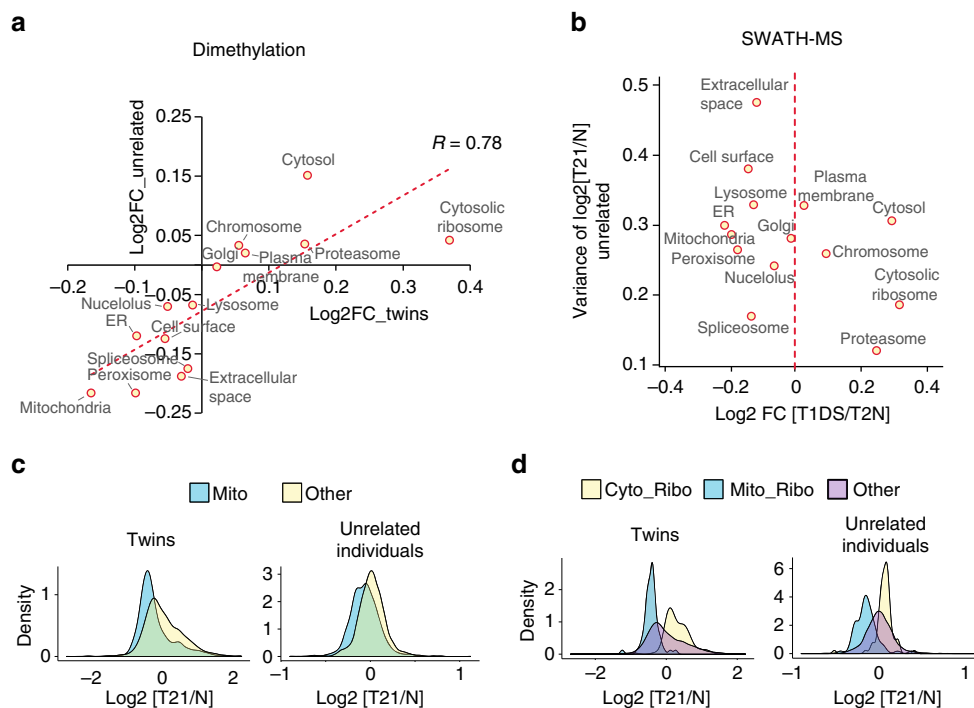 a
Dimethylation
Log2FC_unrelated
0.25
0.15
0.05
−0.05
−0.15
−0.25
R = 0.78
Cytosol
Cytosolic
ribosome
Chromosome
Golgi
Plasma
membrane
Proteasome
−0.2
−0.1
0
0.1
0.2
0.3
0.4
Log2FC_twins
Nucelolus
Lysosome
ER
Cell surface
Spliceosome
Peroxisome
Extracellular
space
Mitochondria
b
SWATH-MS
Variance of log2[T21/N]
unrelated
0.5
0.4
0.3
0.2
0.1
Extracellular
space
Cell surface
Plasma
membrane
Lysosome
ER
Cytosol
Golgi
Mitochondria
Chromosome
Peroxisome
Nucelolus
Cytosolic
ribosome
Spliceosome
Proteasome
−0.4
−0.2
0
0.2
0.4
Log2 FC [T1DS/T2N]
c
Mito
Other
Twins
Density
1
0
−2
0
2
Log2 [T21/N]
Unrelated
individuals
3
2
1
0
−1
0
1
Log2 [T21/N]
d
Cyto_Ribo
Mito_Ribo
Other
Twins
Density
2
1
0
−2
0
2
Log2 [T21/N]
Unrelated
individuals
6
4
2
0
−1
0
1
Log2 [T21/N]